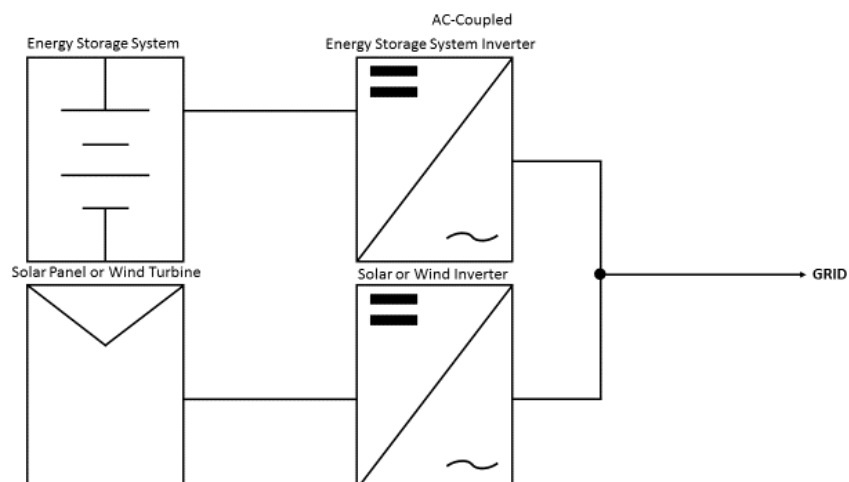 AC-Coupled
Energy Storage System
Energy Storage System Inverter
Solar Panel or Wind Turbine
Solar or Wind Inverter
GRID